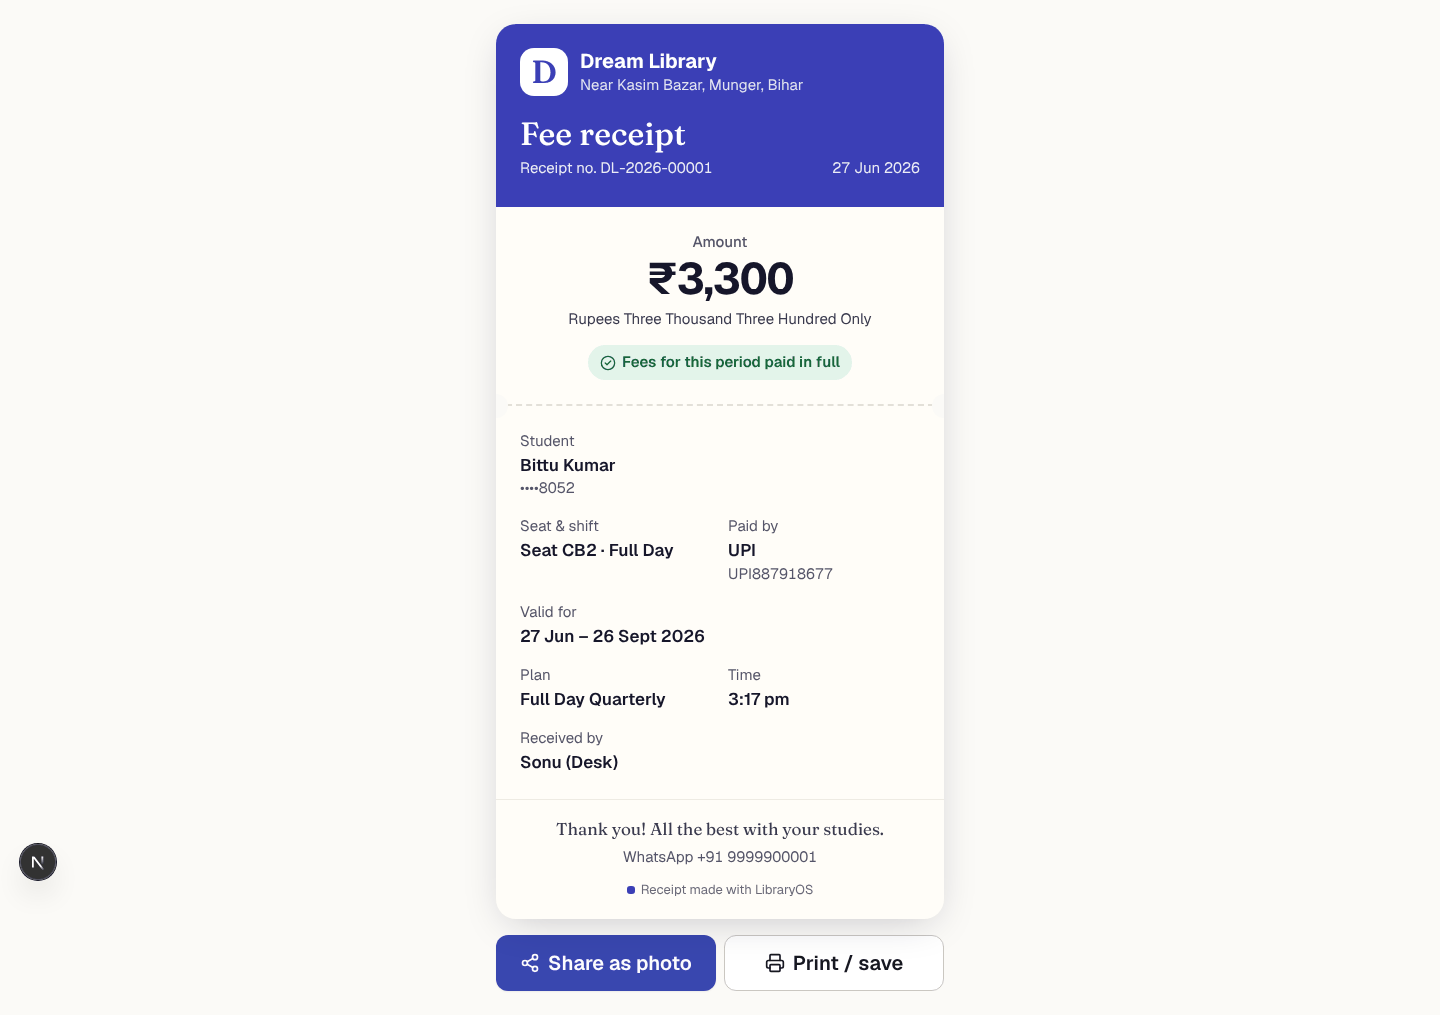 D
Dream Library
Near Kasim Bazar, Munger, Bihar
Fee receipt
Receipt no. DL-2026-00001
27 Jun 2026
Amount
₹3,300
Rupees Three Thousand Three Hundred Only
Fees for this period paid in full
Student
Bittu Kumar
••••8052
Seat & shift
Seat CB2 · Full Day
Paid by
UPI
UPI887918677
Valid for
27 Jun – 26 Sept 2026
Plan
Full Day Quarterly
Time
3:17 pm
Received by
Sonu (Desk)
Thank you! All the best with your studies.
WhatsApp +91 9999900001
Receipt made with LibraryOS
Share as photo
Print / save
N